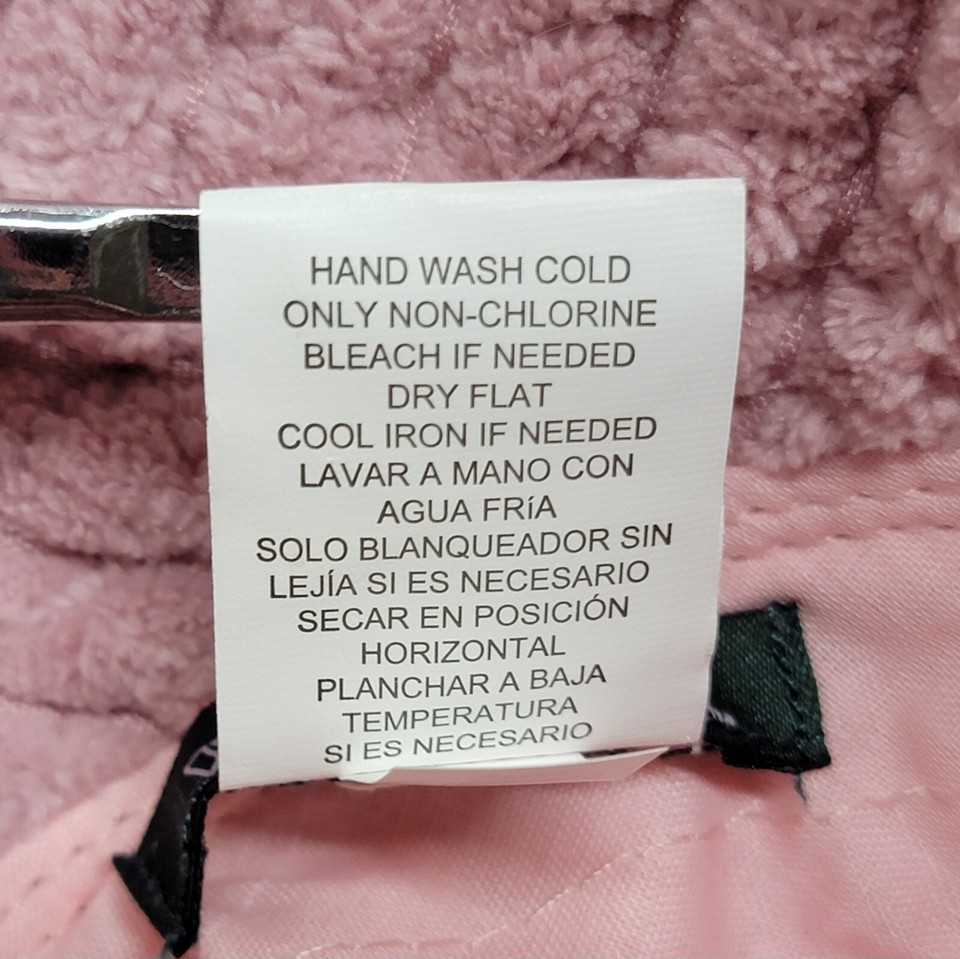 HAND WASH COLD
ONLY NON-CHLORINE
BLEACH IF NEEDED
DRY FLAT
COOL IRON IF NEEDED
LAVAR A MANO CON
AGUA FRíA
SOLO BLANQUEADOR SIN
LEJÍA SI ES NECESARIO
SECAR EN POSICIÓN
HORIZONTAL
PLANCHAR A BAJA
TEMPERATURA
SI ES NECESARIO